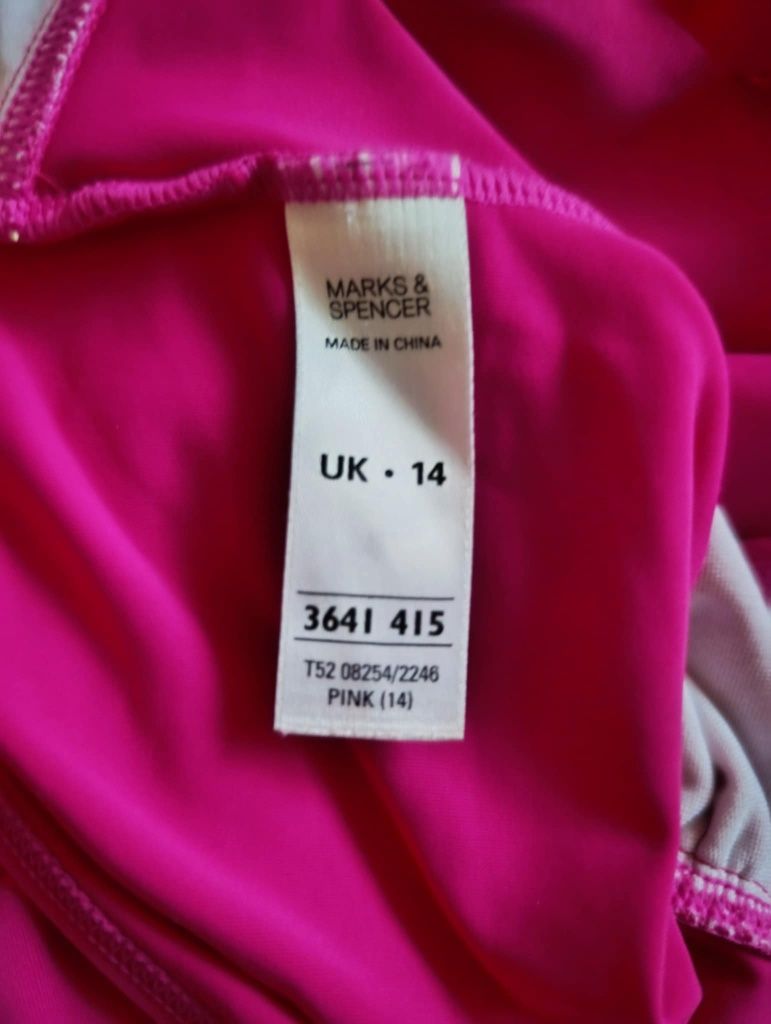 MARKS &
SPENCER
MADE IN CHINA
UK • 14
3641 415
T52 08254/2246
PINK (14)